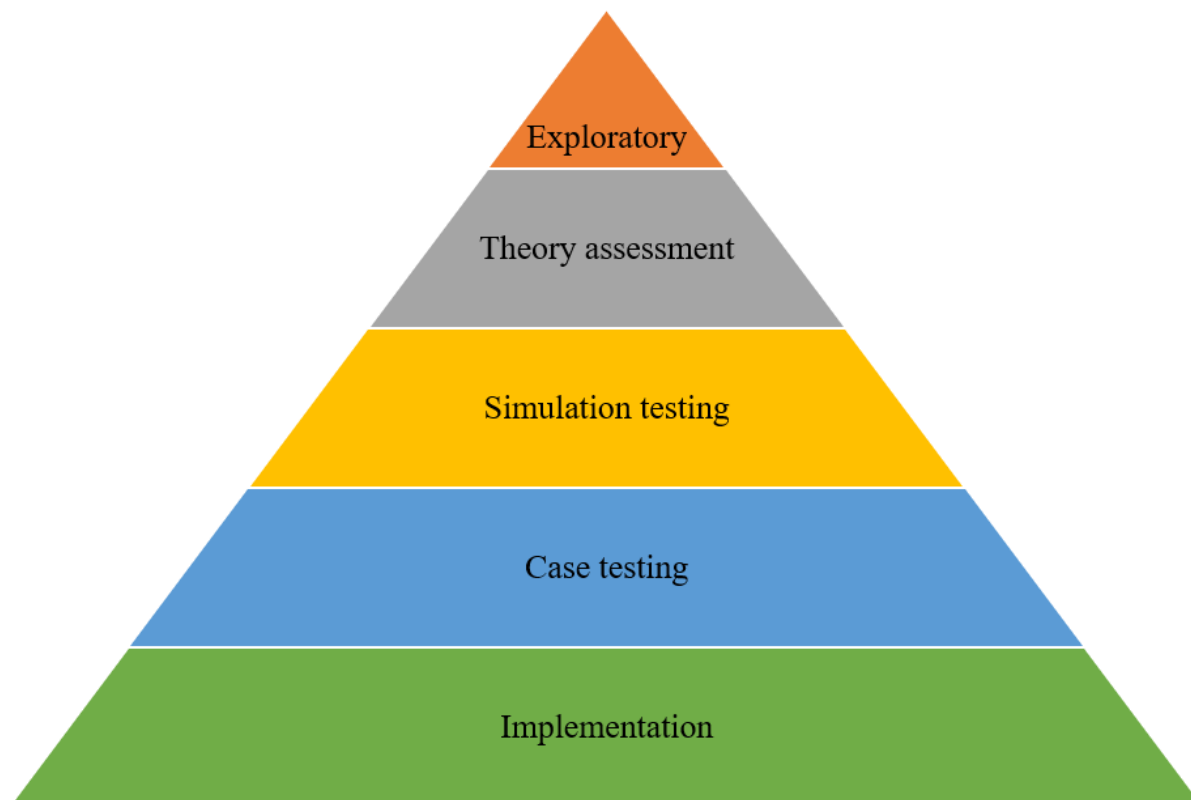 Exploratory
Theory assessment
Simulation testing
Case testing
Implementation